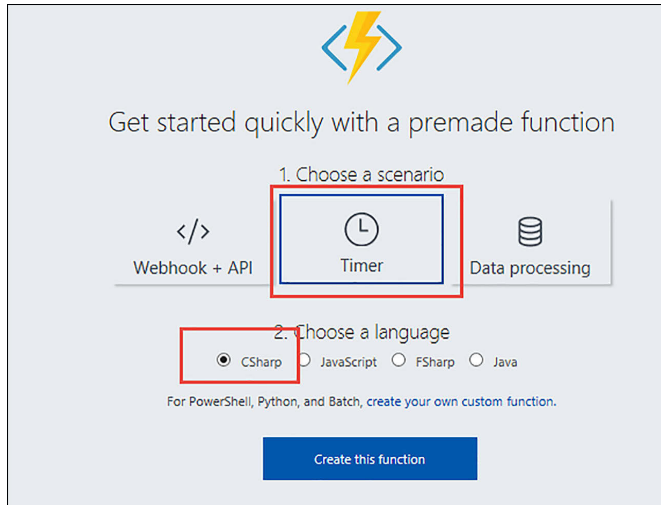 Get started quickly with a premade function
1. Choose a scenario
</>
Webhook + API
Timer
Data processing
2. Choose a language
CSharp
JavaScript
FSharp
Java
For PowerShell, Python, and Batch, create your own custom function.
Create this function